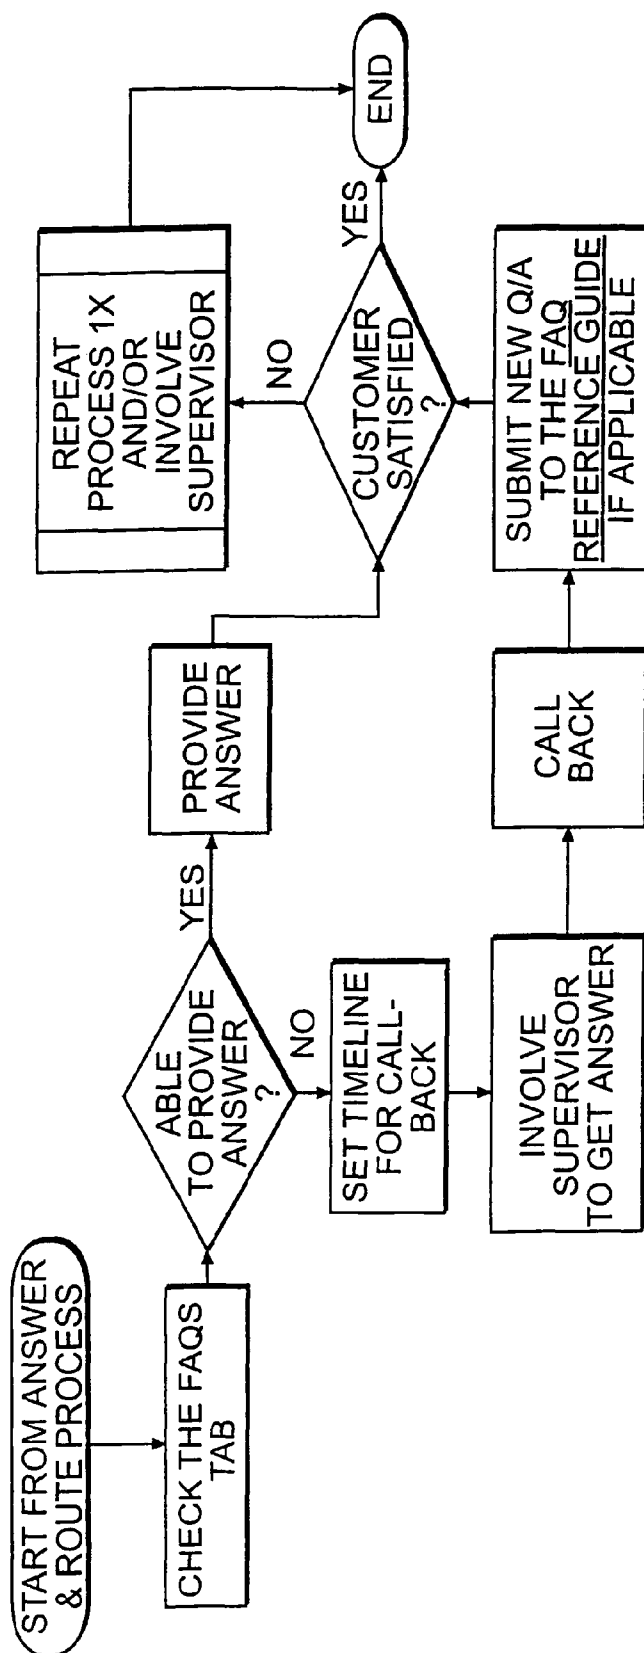 START FROM ANSWER
& ROUTE PROCESS
CHECK THE FAQS
TAB
ABLE
TO PROVIDE
ANSWER
?
YES
NO
PROVIDE
ANSWER
SET TIMELINE
FOR CALL-
BACK
INVOLVE
SUPERVISOR
TO GET ANSWER
CALL
BACK
SUBMIT NEW Q/A
TO THE FAQ
REFERENCE GUIDE
IF APPLICABLE
CUSTOMER
SATISFIED
?
NO
YES
REPEAT
PROCESS 1X
AND/OR
INVOLVE
SUPERVISOR
END